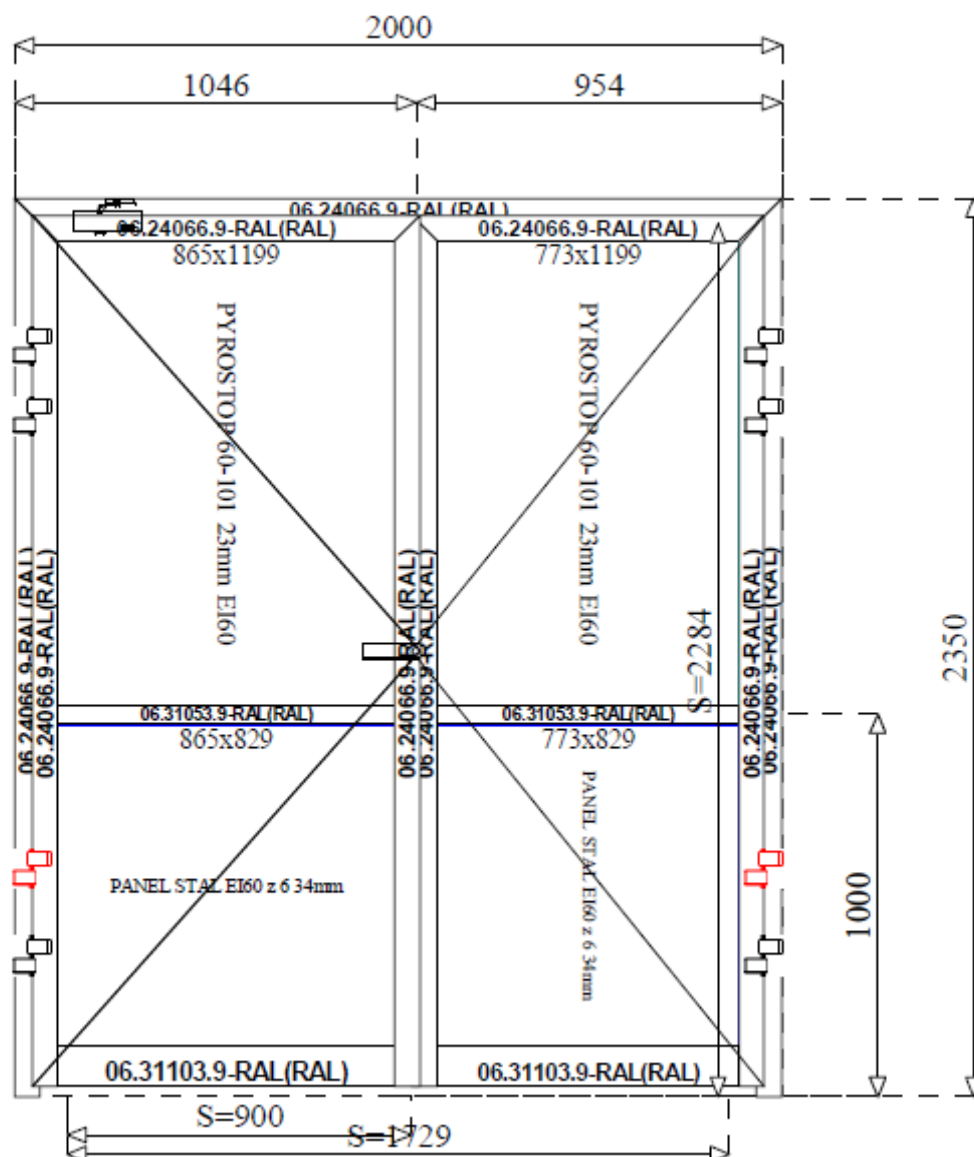 2000
1046
954
06.24066.9-RAL(RAL)
06.24066.9-RAL(RAL)
06.24066.9-RAL(RAL)
865x1199
773x1199
PYROSTOP 60-101 23mm EI60
PYROSTOP 60-101 23mm EI60
06.24066.9-RAL(RAL)
06.24066.9-RAL(RAL)
06.24066.9-RAL(RAL)
06.24066.9-RAL(RAL)
S=2284
06.24066.9-RAL(RAL)
06.24066.9-RAL(RAL)
2350
06.31053.9-RAL(RAL)
06.31053.9-RAL(RAL)
865x829
773x829
PANEL STAL EI60 z 6 34mm
PANEL STAL EI60 z 6 34mm
1000
06.31103.9-RAL(RAL)
06.31103.9-RAL(RAL)
S=900
S=1729